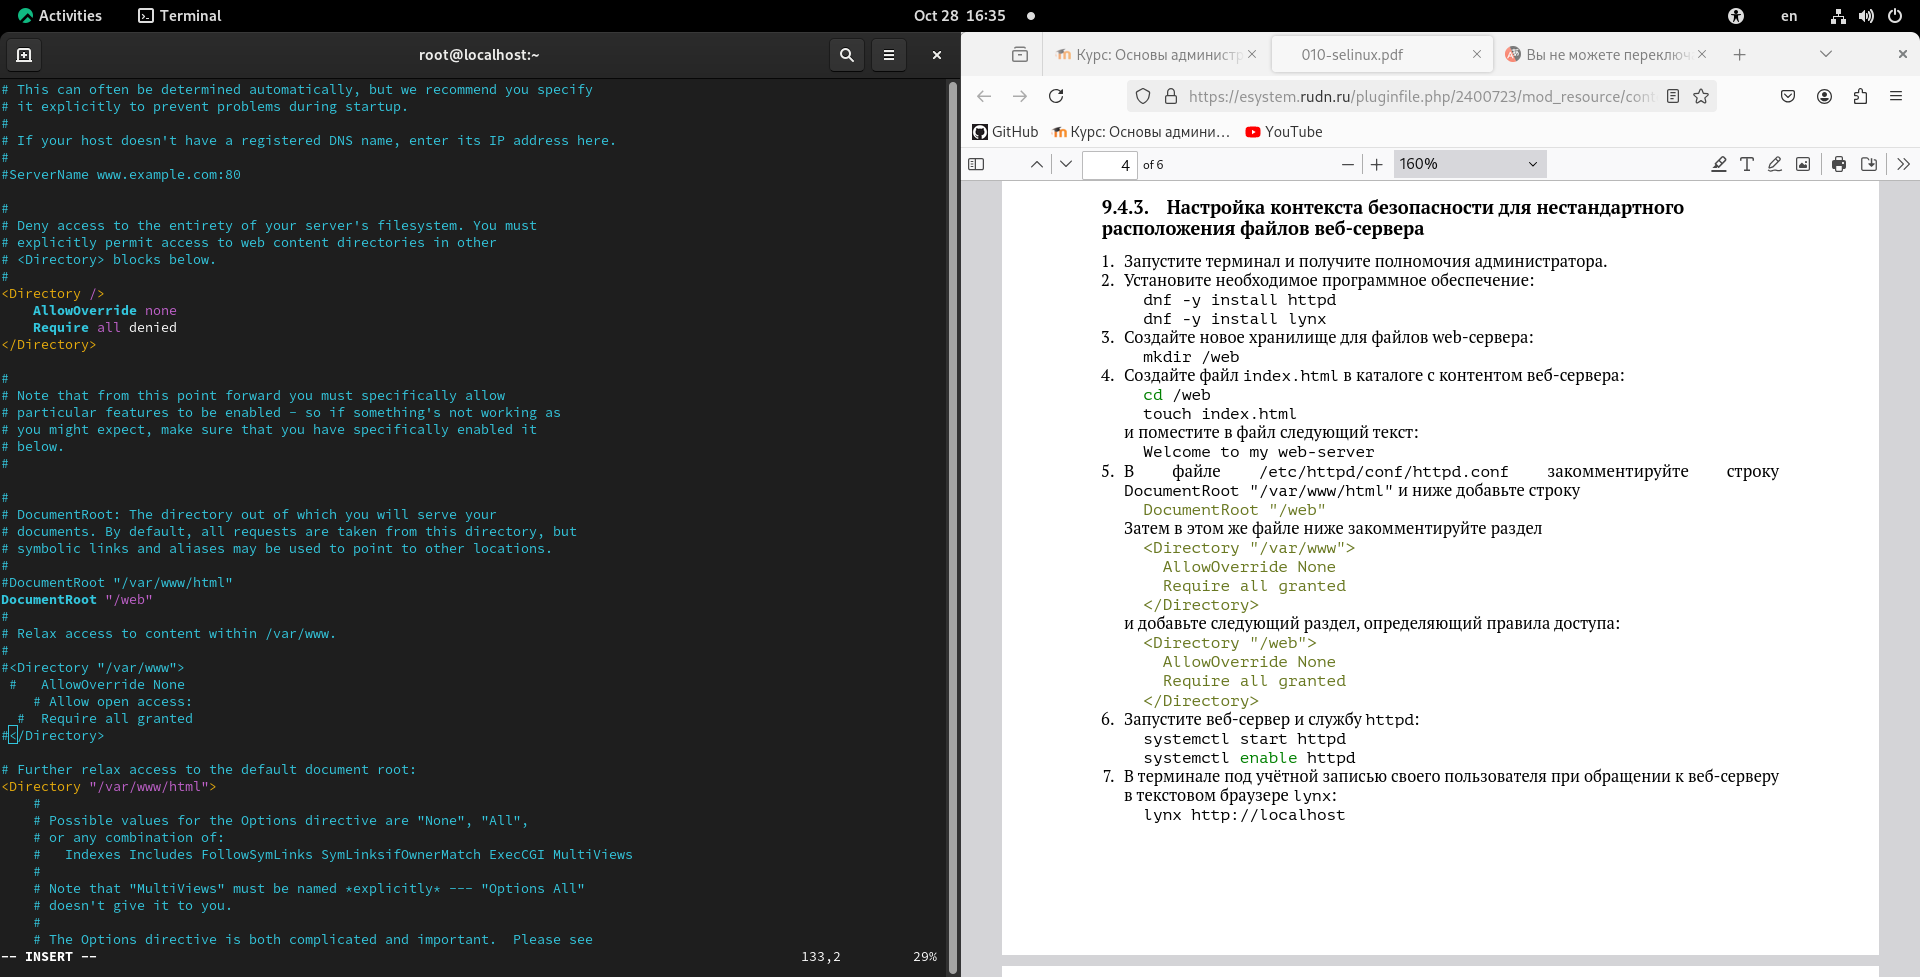 Activities
Terminal
Oct 28 16:35
en
root@localhost:~
# This can often be determined automatically, but we recommend you specify
# it explicitly to prevent problems during startup.
#
# If your host doesn't have a registered DNS name, enter its IP address here.
#
#ServerName www.example.com:80
#
# Deny access to the entirety of your server's filesystem. You must
# explicitly permit access to web content directories in other
# <Directory> blocks below.
#
<Directory />
    AllowOverride none
    Require all denied
</Directory>
#
# Note that from this point forward you must specifically allow
# particular features to be enabled - so if something's not working as
# you might expect, make sure that you have specifically enabled it
# below.
#
#
# DocumentRoot: The directory out of which you will serve your
# documents. By default, all requests are taken from this directory, but
# symbolic links and aliases may be used to point to other locations.
#
#DocumentRoot "/var/www/html"
DocumentRoot "/web"
#
# Relax access to content within /var/www.
#
#<Directory "/var/www">
 #   AllowOverride None
    # Allow open access:
  #  Require all granted
#</Directory>
# Further relax access to the default document root:
<Directory "/var/www/html">
    #
    # Possible values for the Options directive are "None", "All",
    # or any combination of:
    #   Indexes Includes FollowSymLinks SymLinksifOwnerMatch ExecCGI MultiViews
    #
    # Note that "MultiViews" must be named *explicitly* --- "Options All"
    # doesn't give it to you.
    #
    # The Options directive is both complicated and important.  Please see
-- INSERT -- 133,2 29%
Курс: Основы администр
010-selinux.pdf
Вы не можете переключ
https://esystem.rudn.ru/pluginfile.php/2400723/mod_resource/cont
GitHub
Курс: Основы админи…
YouTube
4 of 6
160%
9.4.3. Настройка контекста безопасности для нестандартного
расположения файлов веб-сервера
1. Запустите терминал и получите полномочия администратора.
2. Установите необходимое программное обеспечение:
dnf -y install httpd
dnf -y install lynx
3. Создайте новое хранилище для файлов web-сервера:
mkdir /web
4. Создайте файл index.html в каталоге с контентом веб-сервера:
cd /web
touch index.html
и поместите в файл следующий текст:
Welcome to my web-server
5. В файле /etc/httpd/conf/httpd.conf закомментируйте строку
DocumentRoot "/var/www/html" и ниже добавьте строку
DocumentRoot "/web"
Затем в этом же файле ниже закомментируйте раздел
<Directory "/var/www">
AllowOverride None
Require all granted
</Directory>
и добавьте следующий раздел, определяющий правила доступа:
<Directory "/web">
AllowOverride None
Require all granted
</Directory>
6. Запустите веб-сервер и службу httpd:
systemctl start httpd
systemctl enable httpd
7. В терминале под учётной записью своего пользователя при обращении к веб-серверу
в текстовом браузере lynx:
lynx http://localhost